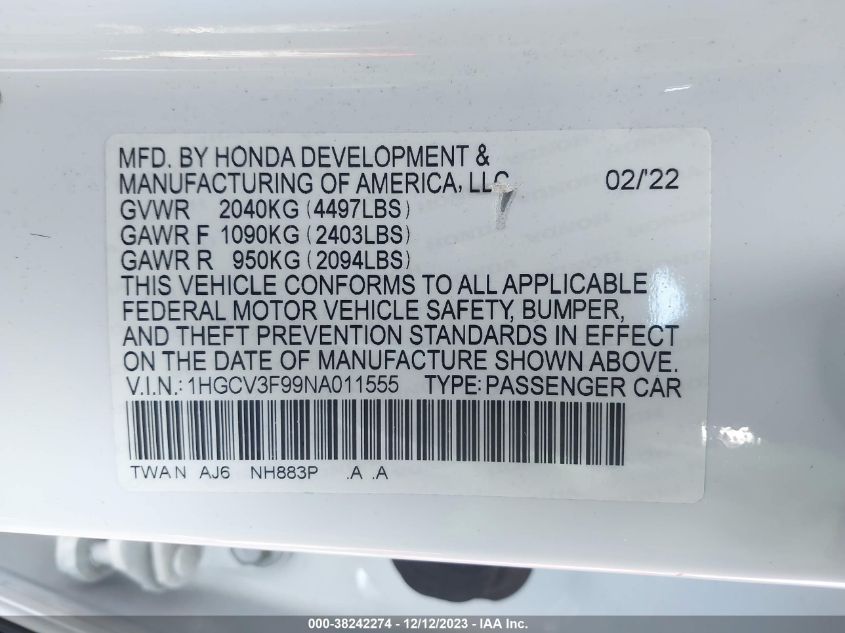 MFD. BY HONDA DEVELOPMENT &
MANUFACTURING OF AMERICA, LLC 02/'22
GVWR 2040KG (4497LBS)
GAWR F 1090KG (2403LBS)
GAWR R 950KG (2094LBS)
THIS VEHICLE CONFORMS TO ALL APPLICABLE
FEDERAL MOTOR VEHICLE SAFETY, BUMPER,
AND THEFT PREVENTION STANDARDS IN EFFECT
ON THE DATE OF MANUFACTURE SHOWN ABOVE.
V.I.N.: 1HGCV3F99NA011555 TYPE: PASSENGER CAR
TWAN AJ6 NH883P .A .A
000-38242274 - 12/12/2023 - IAA Inc.